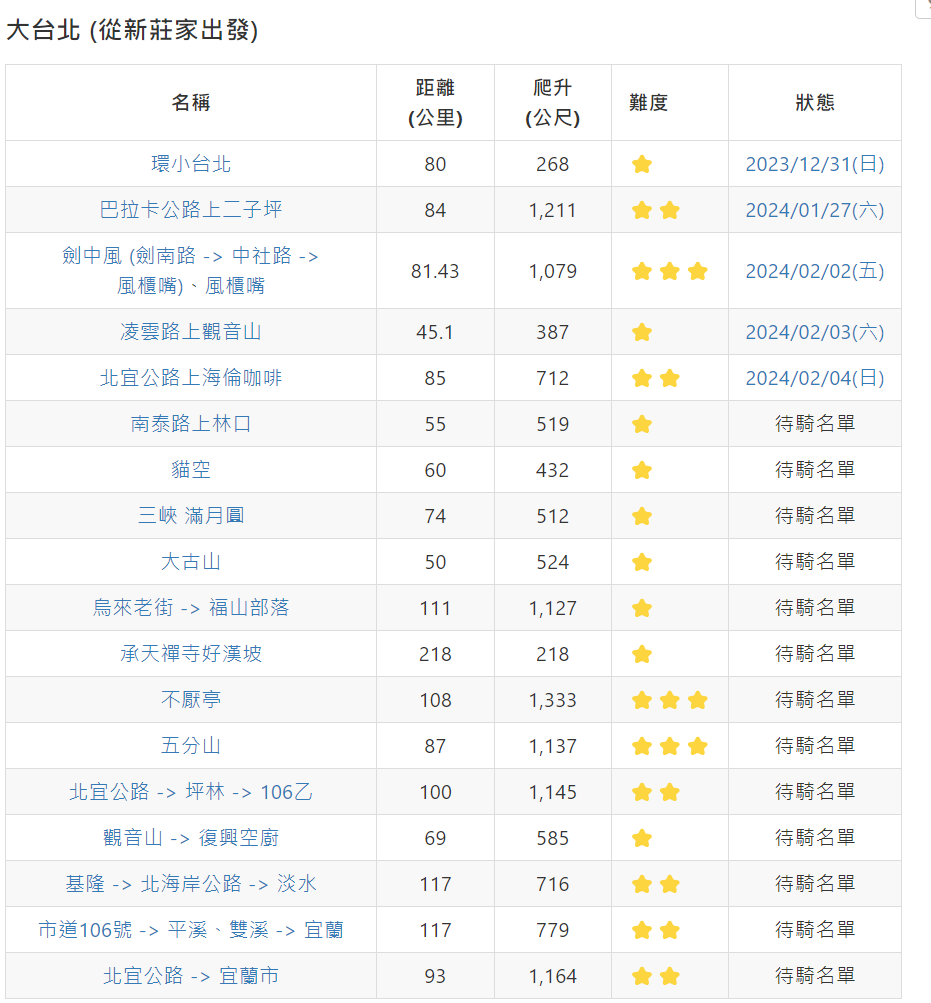 大台北 (從新莊家出發)
名稱 距離 (公里) 爬升 (公尺) 難度 狀態
環小台北 80 268 2023/12/31(日)
巴拉卡公路上二子坪 84 1,211 2024/01/27(六)
劍中風 (劍南路 -> 中社路 ->
風櫃嘴)、風櫃嘴 81.43 1,079 2024/02/02(五)
凌雲路上觀音山 45.1 387 2024/02/03(六)
北宜公路上海倫咖啡 85 712 2024/02/04(日)
南泰路上林口 55 519 待騎名單
貓空 60 432 待騎名單
三峽 滿月圓 74 512 待騎名單
大古山 50 524 待騎名單
烏來老街 -> 福山部落 111 1,127 待騎名單
承天禪寺好漢坡 218 218 待騎名單
不厭亭 108 1,333 待騎名單
五分山 87 1,137 待騎名單
北宜公路 -> 坪林 -> 106乙 100 1,145 待騎名單
觀音山 -> 復興空廚 69 585 待騎名單
基隆 -> 北海岸公路 -> 淡水 117 716 待騎名單
市道106號 -> 平溪、雙溪 -> 宜蘭 117 779 待騎名單
北宜公路 -> 宜蘭市 93 1,164 待騎名單